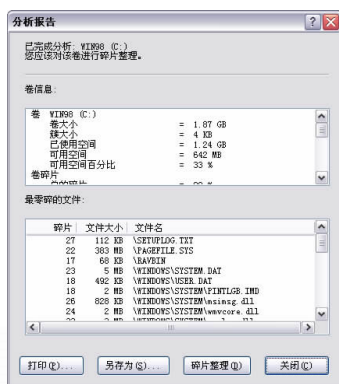 分析报告
已完成分析: WIN98 (C:)
您应该对该卷进行碎片整理。
卷信息:
卷 WIN98 (C:)
卷大小 = 1.87 GB
簇大小 = 4 KB
已使用空间 = 1.24 GB
可用空间 = 642 MB
可用空间百分比 = 33 %
卷碎片
最零碎的文件:
碎片 文件大小 文件名
27 112 KB \SETUPLOG.TXT
22 383 MB \PAGEFILE.SYS
17 68 KB \RAVBIN
23 5 MB \WINDOWS\SYSTEM.DAT
18 492 KB \WINDOWS\USER.DAT
18 2 MB \WINDOWS\SYSTEM\PINTLGB.IMD
26 828 KB \WINDOWS\SYSTEM\msimsg.dll
24 2 MB \WINDOWS\SYSTEM\wmvcore.dll
打印(P)... 另存为(S)... 碎片整理(D) 关闭(C)